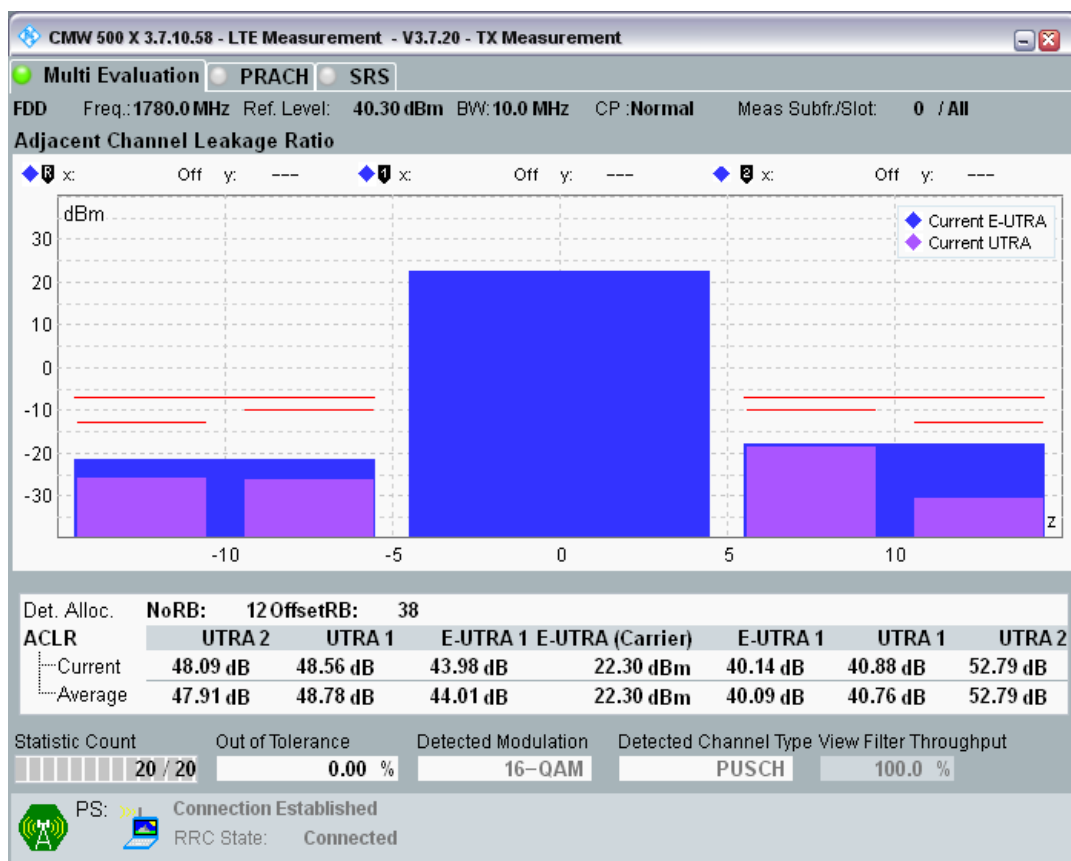 CMW 500 X 3.7.10.58 - LTE Measurement - V3.7.20 - TX Measurement
Multi Evaluation PRACH SRS
FDD Freq.: 1780.0 MHz Ref. Level: 40.30 dBm BW: 10.0 MHz CP : Normal Meas Subfr./Slot: 0 / All
Adjacent Channel Leakage Ratio
R x: Off y: --- 1 x: Off y: --- 2 x: Off y: ---
dBm
Current E-UTRA
Current UTRA
30
20
10
0
-10
-20
-30
z
-10 -5 0 5 10
Det. Alloc. NoRB: 12 OffsetRB: 38
ACLR UTRA 2 UTRA 1 E-UTRA 1 E-UTRA (Carrier) E-UTRA 1 UTRA 1 UTRA 2
Current 48.09 dB 48.56 dB 43.98 dB 22.30 dBm 40.14 dB 40.88 dB 52.79 dB
Average 47.91 dB 48.78 dB 44.01 dB 22.30 dBm 40.09 dB 40.76 dB 52.79 dB
Statistic Count Out of Tolerance Detected Modulation Detected Channel Type View Filter Throughput
20 / 20 0.00 % 16-QAM PUSCH 100.0 %
PS: Connection Established
RRC State: Connected